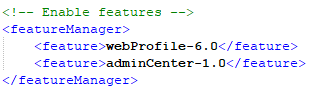 <!-- Enable features -->
<featureManager>
<feature>webProfile-6.0</feature>
<feature>adminCenter-1.0</feature>
</featureManager>